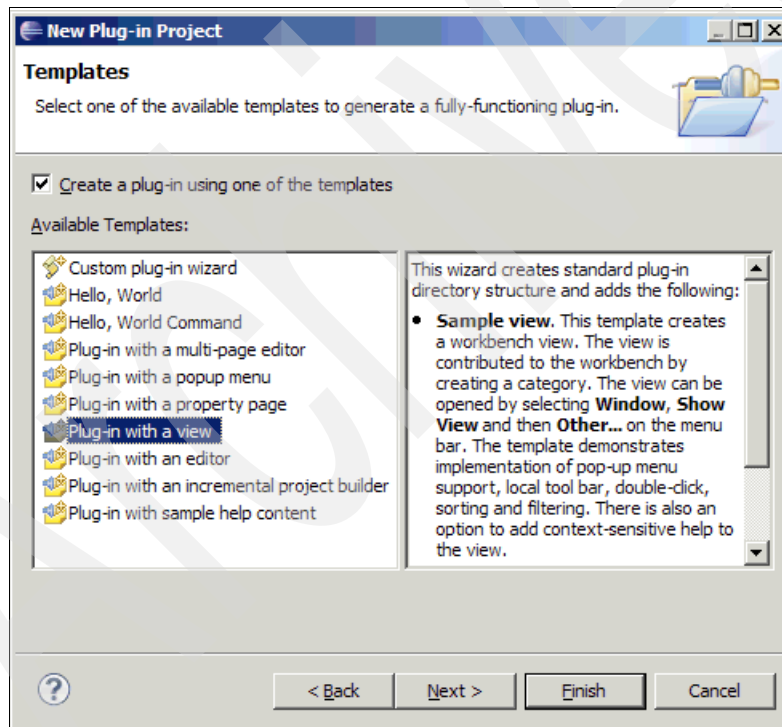 New Plug-in Project
Templates
Select one of the available templates to generate a fully-functioning plug-in.
Create a plug-in using one of the templates
Available Templates:
Custom plug-in wizard
Hello, World
Hello, World Command
Plug-in with a multi-page editor
Plug-in with a popup menu
Plug-in with a property page
Plug-in with a view
Plug-in with an editor
Plug-in with an incremental project builder
Plug-in with sample help content
This wizard creates standard plug-in
directory structure and adds the following:
• Sample view. This template creates
a workbench view. The view is
contributed to the workbench by
creating a category. The view can be
opened by selecting Window, Show
View and then Other... on the menu
bar. The template demonstrates
implementation of pop-up menu
support, local tool bar, double-click,
sorting and filtering. There is also an
option to add context-sensitive help to
the view.
? < Back Next > Finish Cancel